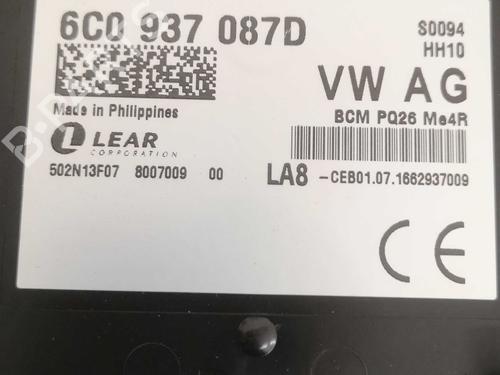 6C0 937 087D
S0094
HH10
VW AG
BCM PQ26 Me4R
Made in Philippines
LEAR
CORPORATION
502N13F07 8007009 00
LA8 -CEB01.07.1662937009
CE